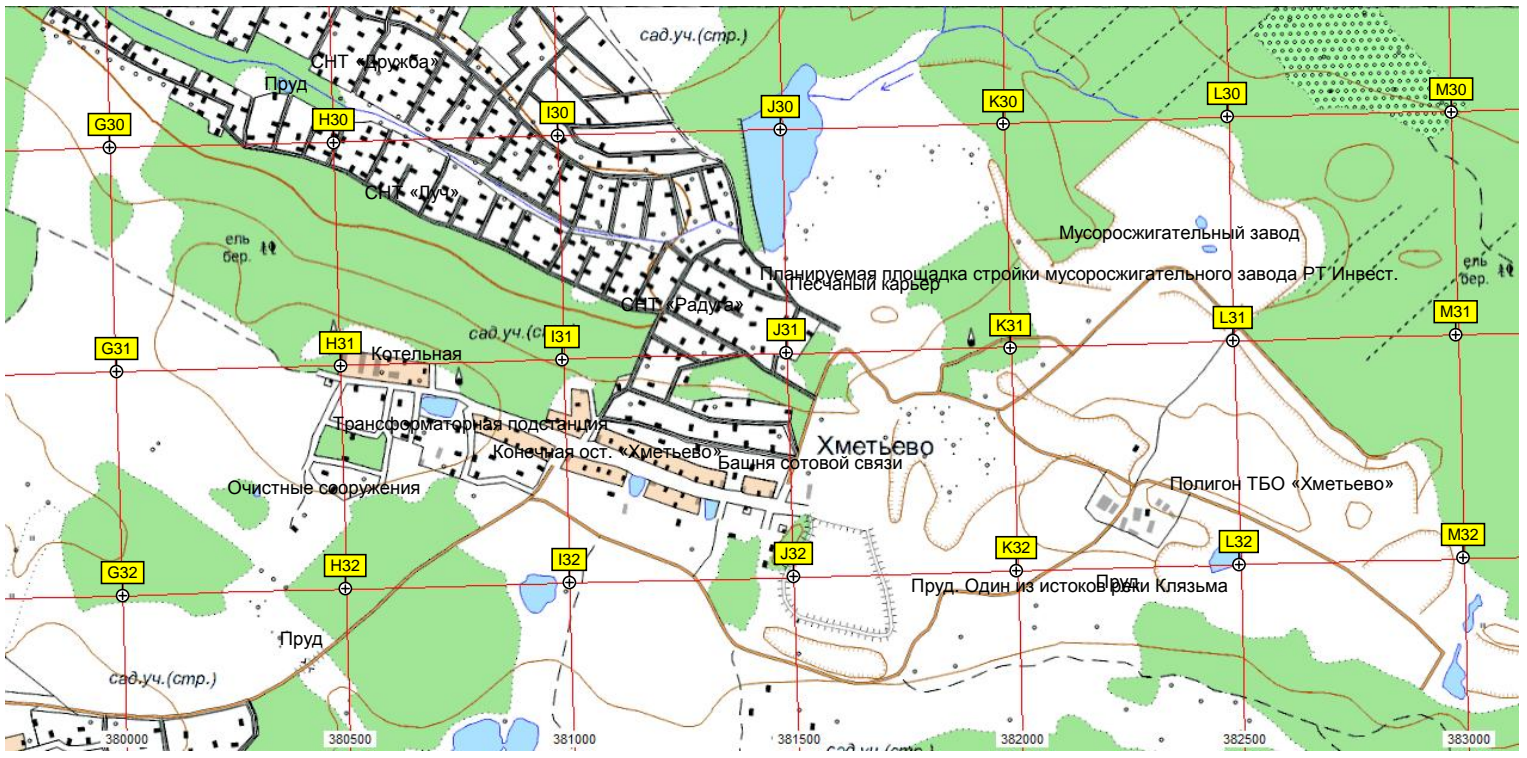 сад.уч.(стр.)
СНТ «Дружба»
Пруд
M30
L30
K30
J30
I30
H30
G30
СНТ «Луч»
Мусоросжигательный завод
ель
бер.
ель
бер.
Планируемая площадка стройки мусоросжигательного завода РТ Инвест.
Песчаный карьер
СНТ «Радуга»
M31
L31
K31
J31
сад.уч.(с
I31
H31
G31
Котельная
Трансформаторная подстанция
Хметьево
Конечная ост. «Хметьево»
Башня сотовой связи
Полигон ТБО «Хметьево»
Очистные сооружения
M32
L32
K32
J32
I32
H32
G32
Пруд. Один из истоков реки Клязьма
Пруд
Пруд
сад.уч.(стр.)
380000
380500
381000
381500
382000
382500
383000
сад.уч.(стр.)